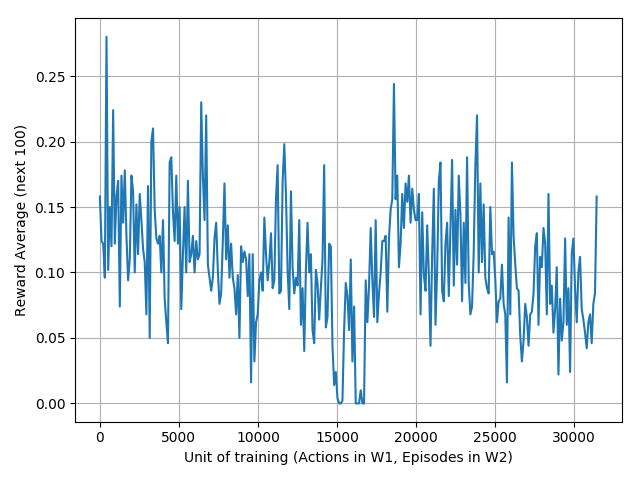 0.25
0.20
0.15
0.10
0.05
0.00
Reward Average (next 100)
0 5000 10000 15000 20000 25000 30000
Unit of training (Actions in W1, Episodes in W2)